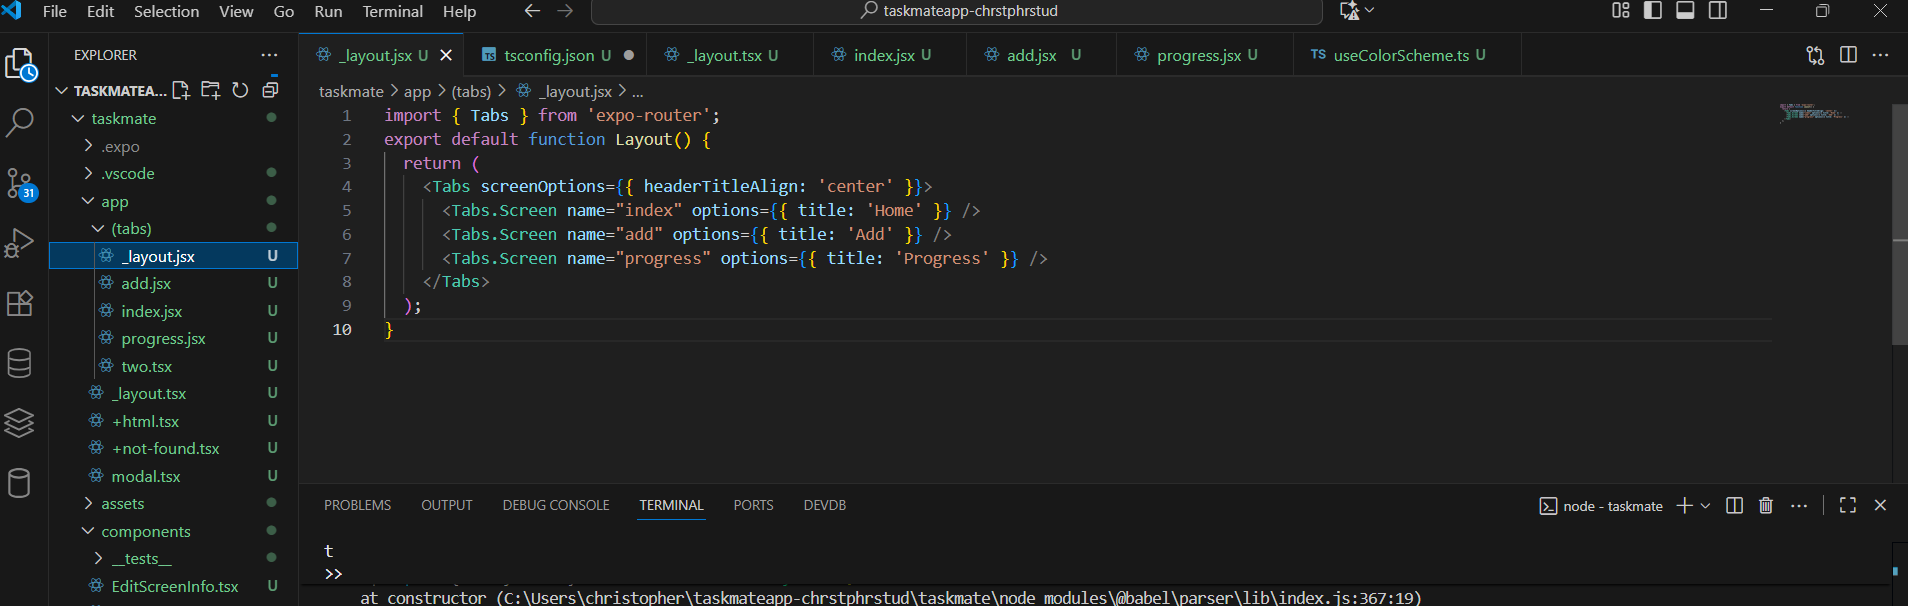 File Edit Selection View Go Run Terminal Help
taskmateapp-chrstphrstud
EXPLORER
TASKMATEA...
taskmate
.expo
.vscode
app
(tabs)
_layout.jsx U
add.jsx U
index.jsx U
progress.jsx U
two.tsx U
_layout.tsx U
+html.tsx U
+not-found.tsx U
modal.tsx U
assets
components
__tests__
EditScreenInfo.tsx U
31
_layout.jsx U
tsconfig.json U
_layout.tsx U
index.jsx U
add.jsx U
progress.jsx U
TS useColorScheme.ts U
taskmate > app > (tabs) > _layout.jsx > ...
1 import { Tabs } from 'expo-router';
2 export default function Layout() {
3 return (
4 <Tabs screenOptions={{ headerTitleAlign: 'center' }}>
5 <Tabs.Screen name="index" options={{ title: 'Home' }} />
6 <Tabs.Screen name="add" options={{ title: 'Add' }} />
7 <Tabs.Screen name="progress" options={{ title: 'Progress' }} />
8 </Tabs>
9 );
10 }
PROBLEMS OUTPUT DEBUG CONSOLE TERMINAL PORTS DEVDB
node - taskmate
t
>>
at constructor (C:\Users\christopher\taskmateapp-chrstphrstud\taskmate\node_modules\@babel\parser\lib\index.js:367:19)